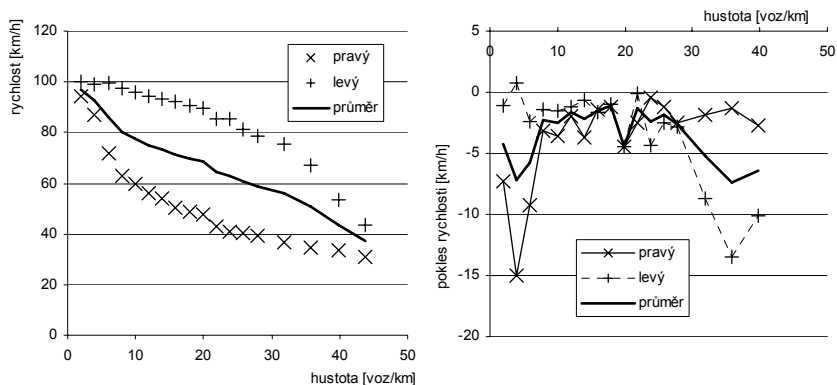 rychlost [km/h]
120
100
80
60
40
20
0
0 10 20 30 40 50
hustota [voz/km]
pravý
levý
průměr
hustota [voz/km]
pokles rychlosti [km/h]
5
0
-5
-10
-15
-20
0 10 20 30 40 50
pravý
levý
průměr